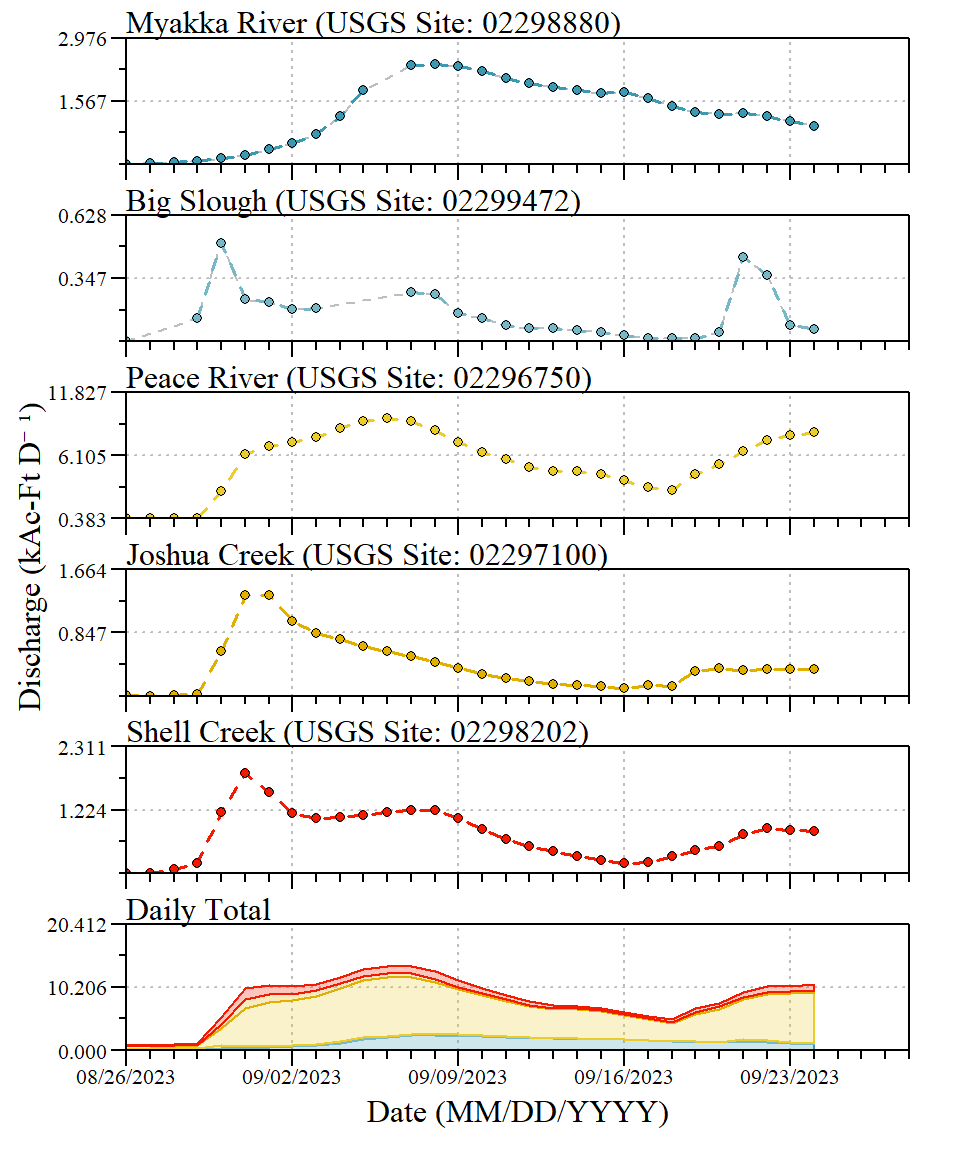 Myakka River (USGS Site: 02298880)
2.976
1.567
Big Slough (USGS Site: 02299472)
0.628
0.347
Peace River (USGS Site: 02296750)
11.827
6.105
0.383
Joshua Creek (USGS Site: 02297100)
1.664
0.847
Shell Creek (USGS Site: 02298202)
2.311
1.224
Daily Total
20.412
10.206
0.000
Discharge (kAc-Ft D⁻¹)
08/26/2023 09/02/2023 09/09/2023 09/16/2023 09/23/2023
Date (MM/DD/YYYY)